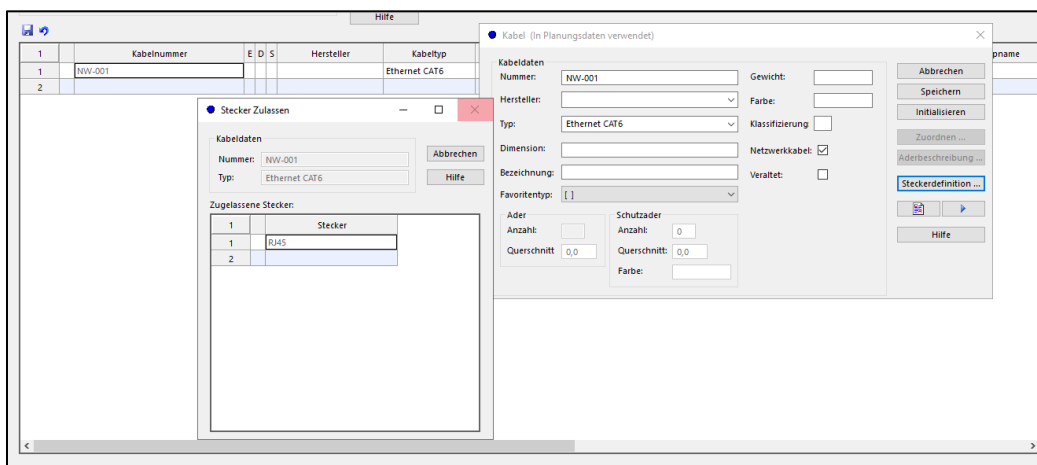 Hilfe
1 Kabelnummer E D S Hersteller Kabeltyp pname
1 NW-001 Ethernet CAT6
2
Kabel (In Planungsdaten verwendet)
Kabeldaten
Nummer: NW-001 Gewicht: Abbrechen
Speichern
Hersteller: Farbe:
Initialisieren
Typ: Ethernet CAT6 Klassifizierung:
Zuordnen ...
Dimension: Netzwerkkabel:
Aderbeschreibung ...
Bezeichnung: Veraltet:
Steckerdefinition ...
Favoritentyp: [ ]
Ader Schutzader
Anzahl: Anzahl: 0
Hilfe
Querschnitt 0,0 Querschnitt: 0,0
Farbe:
Stecker Zulassen
Kabeldaten
Nummer: NW-001 Abbrechen
Typ: Ethernet CAT6 Hilfe
Zugelassene Stecker:
1 Stecker
1 RJ45
2